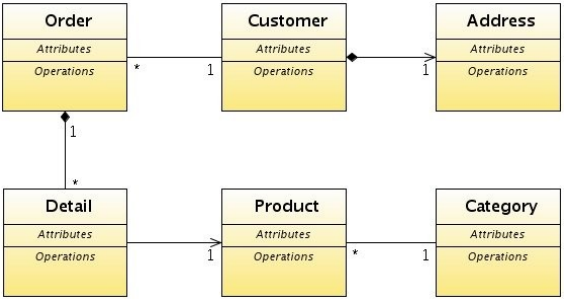 Order Customer Address
Attributes Attributes Attributes
* 1 1
Operations Operations Operations
1
*
Detail Product Category
Attributes Attributes Attributes
1 * 1
Operations Operations Operations